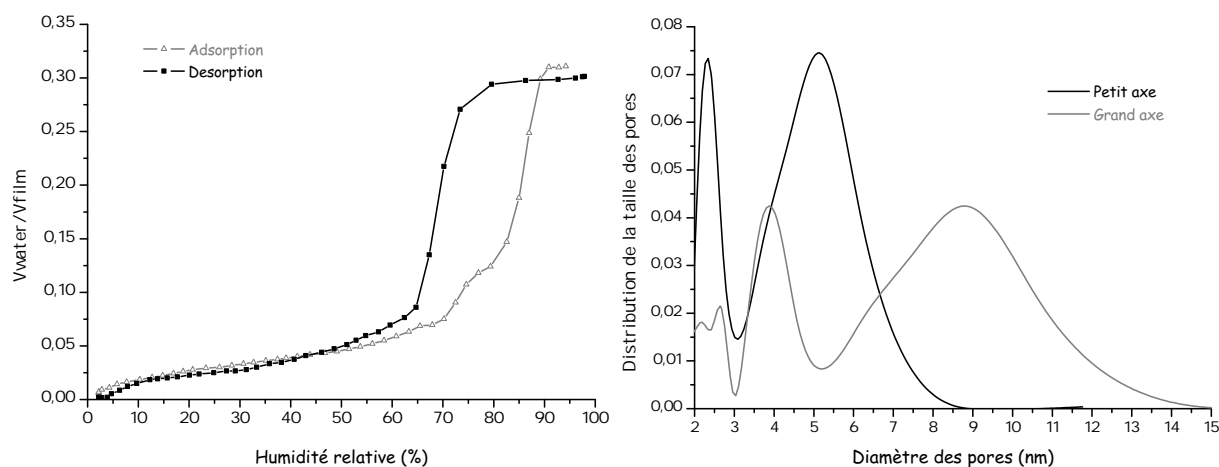 0,35
0,30
0,25
0,20
0,15
0,10
0,05
0,00
Vwater/Vfilm
Adsorption
Desorption
0 10 20 30 40 50 60 70 80 90 100
Humidité relative (%)
0,08
0,07
0,06
0,05
0,04
0,03
0,02
0,01
0,00
Distribution de la taille des pores
Petit axe
Grand axe
2 3 4 5 6 7 8 9 10 11 12 13 14 15
Diamètre des pores (nm)